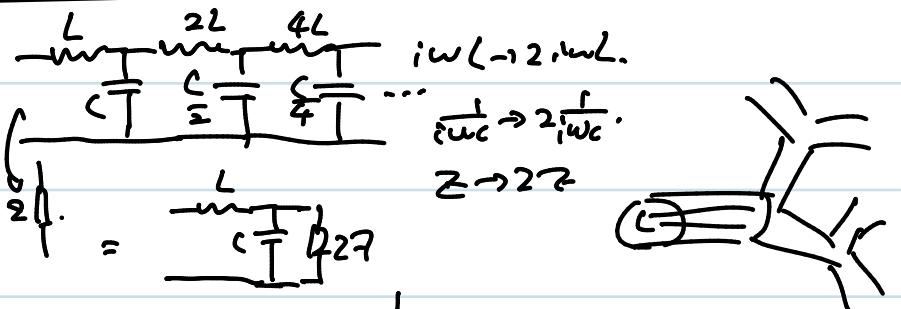 L 2L 4L
iωL → 2iωL.
C C/2 C/4 ...
1/iωC → 2 1/iωC.
Z → 2Z
Z
L
= C 2Z
C